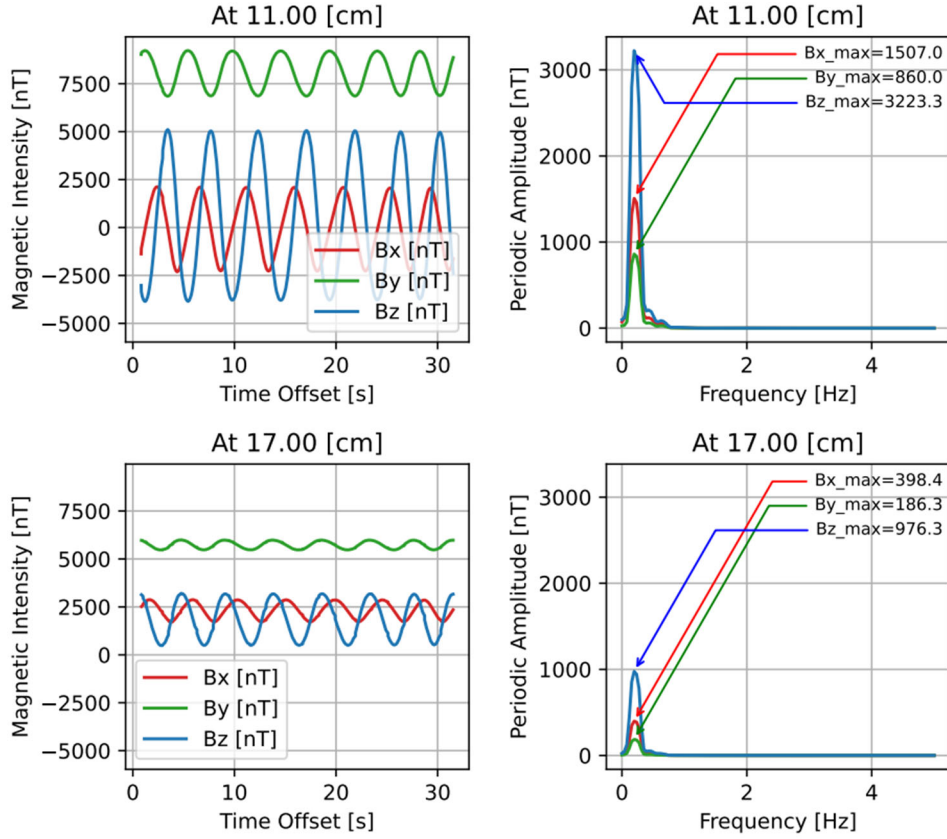 At 11.00 [cm]
Magnetic Intensity [nT]
7500
5000
2500
0
−2500
−5000
Bx [nT]
By [nT]
Bz [nT]
0 10 20 30
Time Offset [s]
At 11.00 [cm]
Periodic Amplitude [nT]
3000
2000
1000
0
Bx_max=1507.0
By_max=860.0
Bz_max=3223.3
0 2 4
Frequency [Hz]
At 17.00 [cm]
Magnetic Intensity [nT]
7500
5000
2500
0
−2500
−5000
Bx [nT]
By [nT]
Bz [nT]
0 10 20 30
Time Offset [s]
At 17.00 [cm]
Periodic Amplitude [nT]
3000
2000
1000
0
Bx_max=398.4
By_max=186.3
Bz_max=976.3
0 2 4
Frequency [Hz]